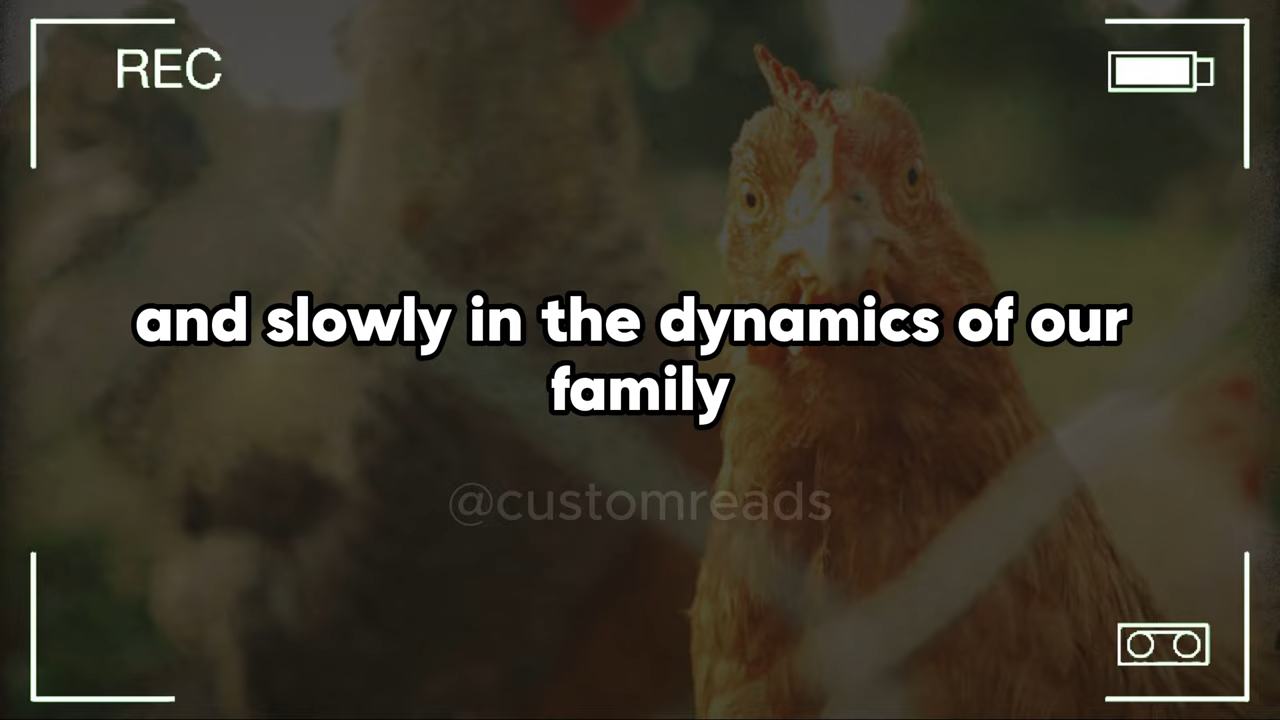 REC
and slowly in the dynamics of our
family
@customreads